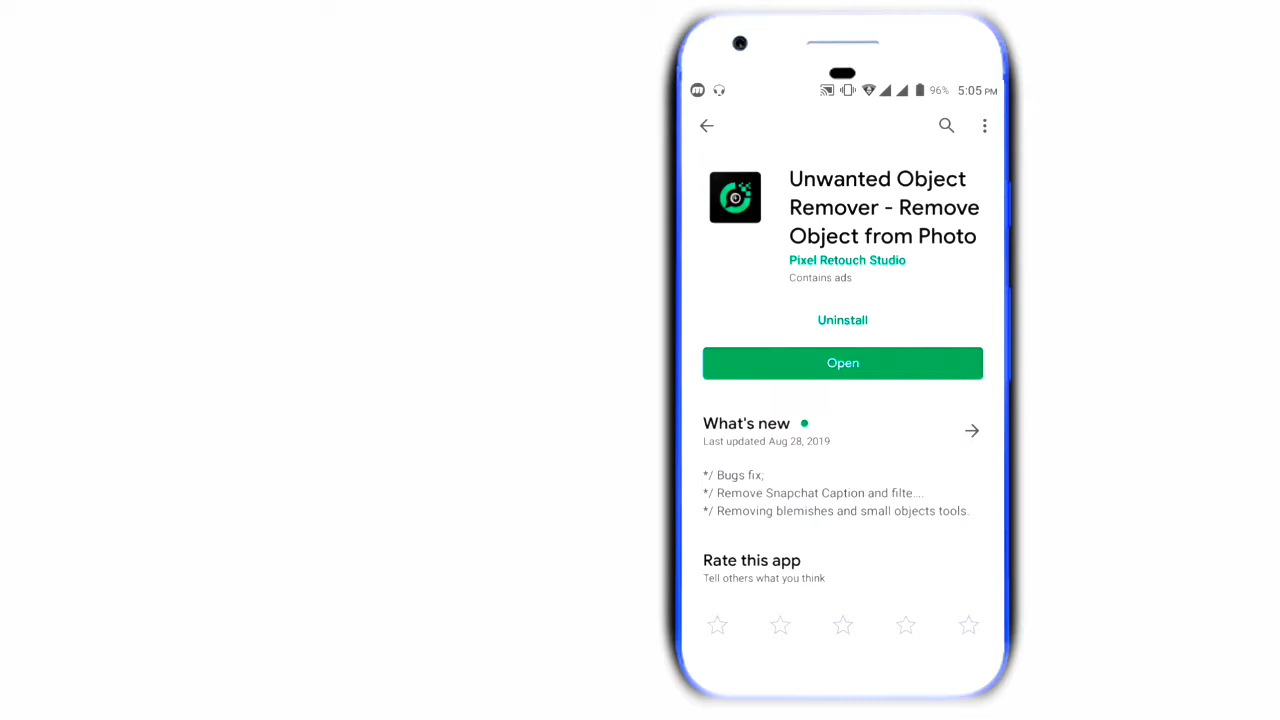 96% 5:05 PM
Unwanted Object
Remover - Remove
Object from Photo
Pixel Retouch Studio
Contains ads
Uninstall
Open
What's new
Last updated Aug 28, 2019
*/ Bugs fix;
*/ Remove Snapchat Caption and filte....
*/ Removing blemishes and small objects tools.
Rate this app
Tell others what you think